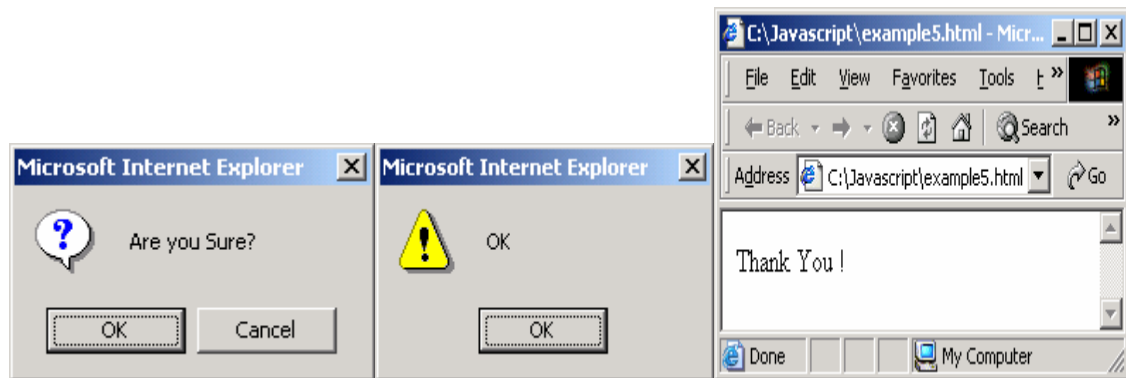 Microsoft Internet Explorer
Are you Sure?
OK Cancel
Microsoft Internet Explorer
OK
OK
C:\Javascript\example5.html - Micr...
File Edit View Favorites Tools »
Back Search »
Address C:\Javascript\example5.html Go
Thank You !
Done My Computer